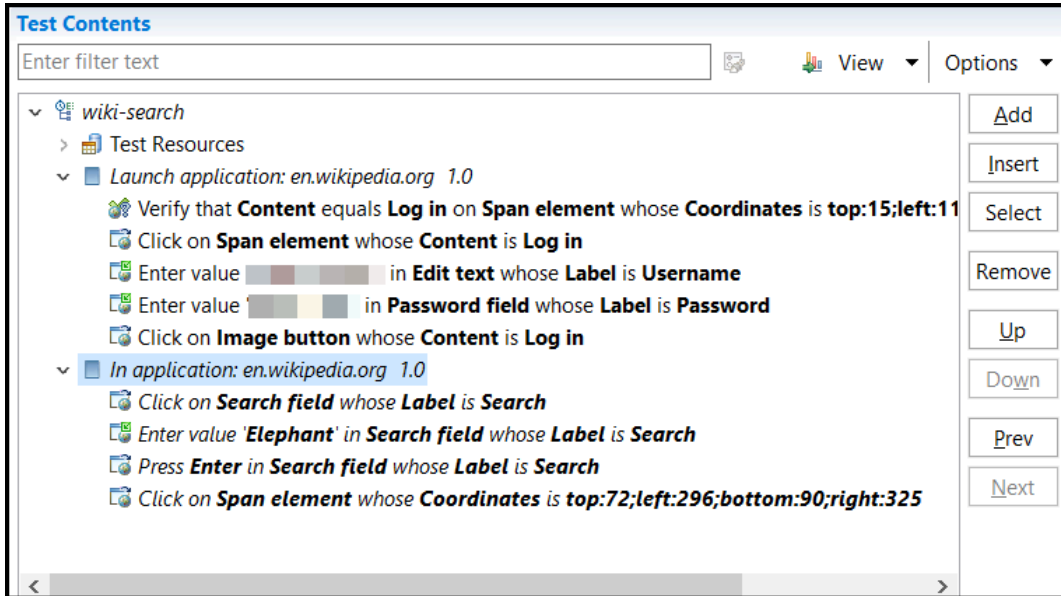 Test Contents
Enter filter text View Options
wiki-search
Test Resources
Launch application: en.wikipedia.org 1.0
Verify that Content equals Log in on Span element whose Coordinates is top:15;left:11
Click on Span element whose Content is Log in
Enter value in Edit text whose Label is Username
Enter value ' in Password field whose Label is Password
Click on Image button whose Content is Log in
In application: en.wikipedia.org 1.0
Click on Search field whose Label is Search
Enter value 'Elephant' in Search field whose Label is Search
Press Enter in Search field whose Label is Search
Click on Span element whose Coordinates is top:72;left:296;bottom:90;right:325
Add
Insert
Select
Remove
Up
Down
Prev
Next